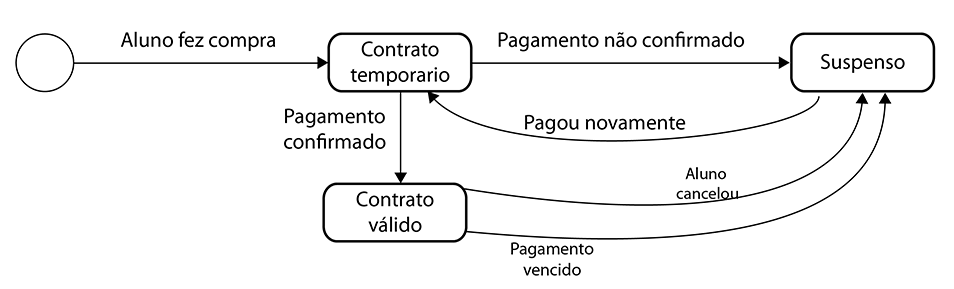 Aluno fez compra
Contrato
temporario
Pagamento não confirmado
Suspenso
Pagamento
confirmado
Pagou novamente
Aluno
cancelou
Contrato
válido
Pagamento
vencido